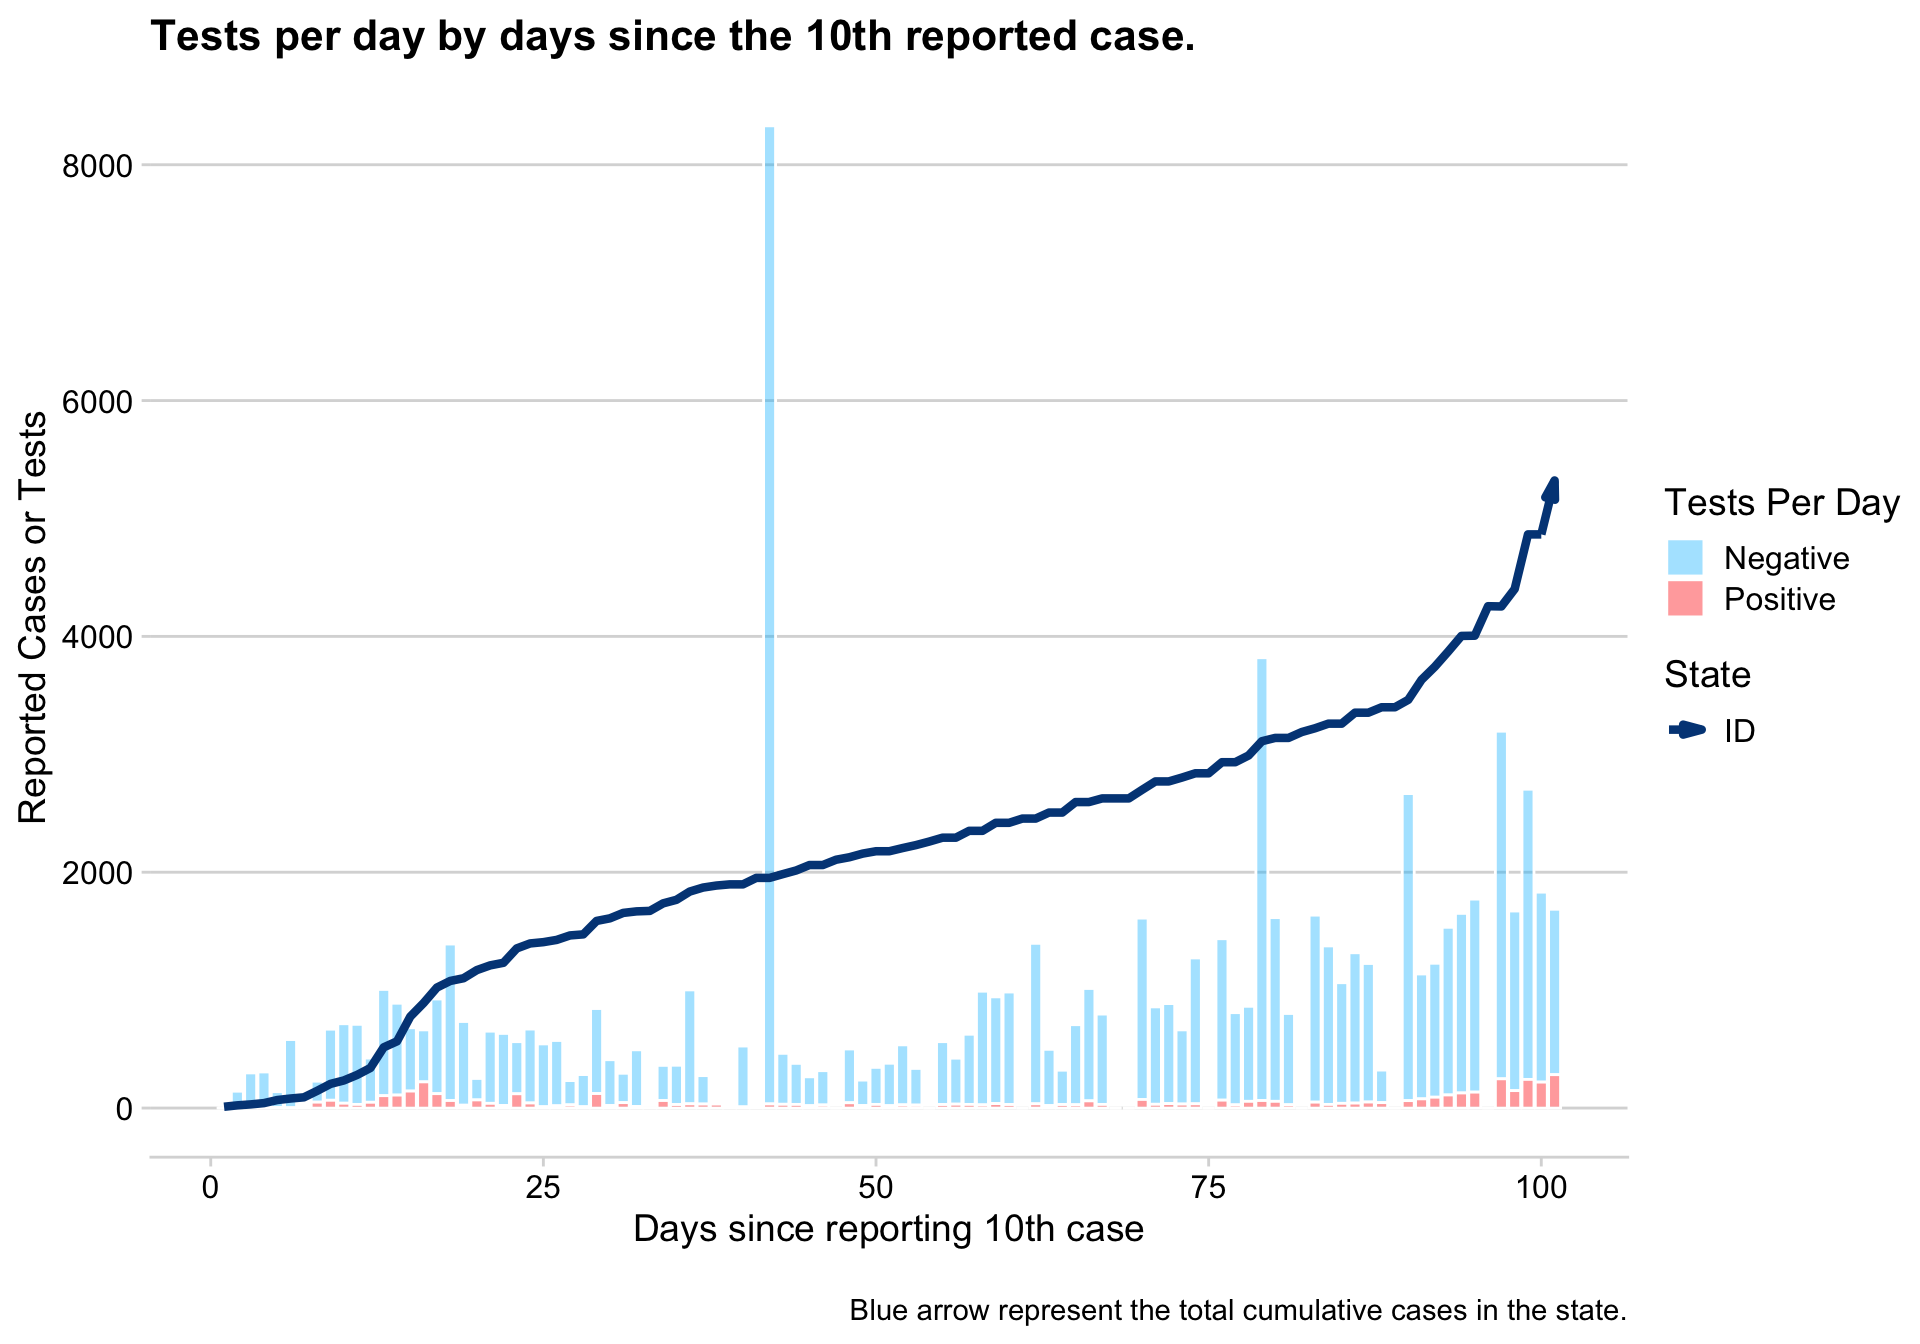 Tests per day by days since the 10th reported case.
8000
6000
4000
2000
0
Reported Cases or Tests
0 25 50 75 100
Days since reporting 10th case
Tests Per Day
Negative
Positive
State
ID
Blue arrow represent the total cumulative cases in the state.